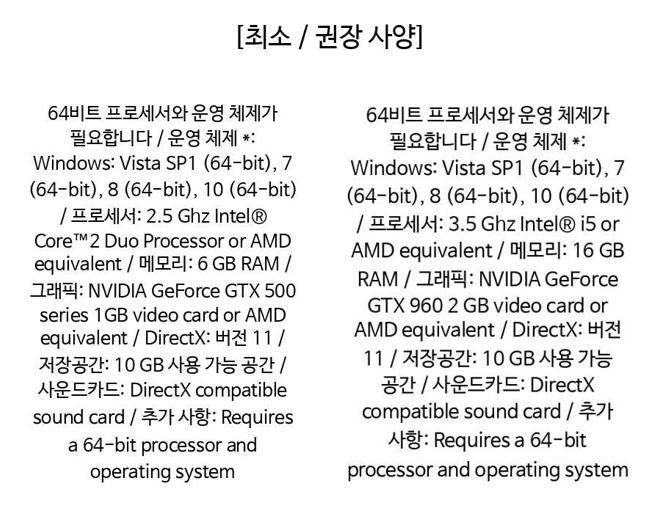 [최소 / 권장 사양]
64비트 프로세서와 운영 체제가
필요합니다 / 운영 체제 *:
Windows: Vista SP1 (64-bit), 7
(64-bit), 8 (64-bit), 10 (64-bit)
/ 프로세서: 2.5 Ghz Intel®
Core™2 Duo Processor or AMD
equivalent / 메모리: 6 GB RAM /
그래픽: NVIDIA GeForce GTX 500
series 1GB video card or AMD
equivalent / DirectX: 버전 11 /
저장공간: 10 GB 사용 가능 공간 /
사운드카드: DirectX compatible
sound card / 추가 사항: Requires
a 64-bit processor and
operating system
64비트 프로세서와 운영 체제가
필요합니다 / 운영 체제 *:
Windows: Vista SP1 (64-bit), 7
(64-bit), 8 (64-bit), 10 (64-bit)
/ 프로세서: 3.5 Ghz Intel® i5 or
AMD equivalent / 메모리: 16 GB
RAM / 그래픽: NVIDIA GeForce
GTX 960 2 GB video card or
AMD equivalent / DirectX: 버전
11 / 저장공간: 10 GB 사용 가능
공간 / 사운드카드: DirectX
compatible sound card / 추가
사항: Requires a 64-bit
processor and operating system